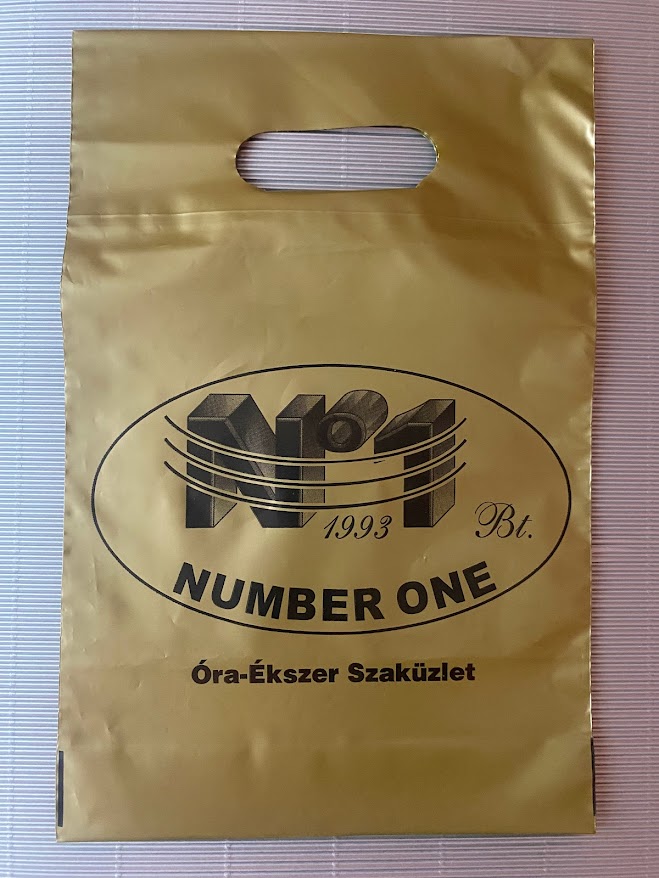 No1
1993 Bt.
NUMBER ONE
Óra-Ékszer Szaküzlet